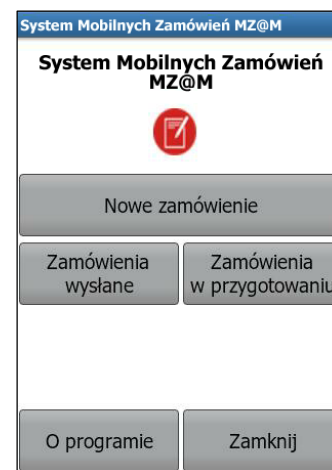 System Mobilnych Zamówień MZ@M
System Mobilnych Zamówień
MZ@M
Nowe zamówienie
Zamówienia
wysłane
Zamówienia
w przygotowaniu
O programie
Zamknij